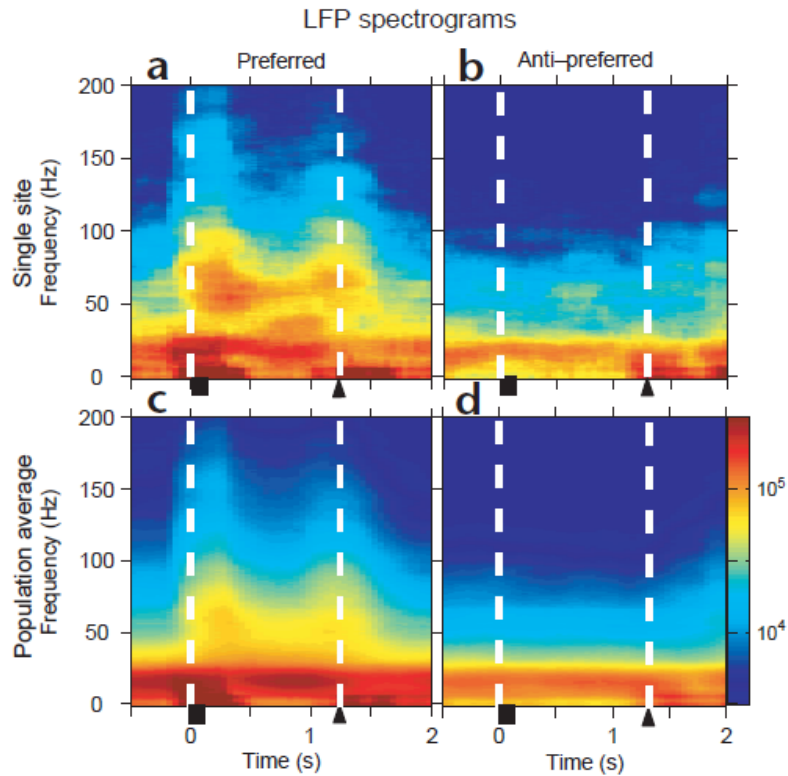 LFP spectrograms
a Preferred
b Anti–preferred
Single site
Frequency (Hz)
200
150
100
50
0
c
d
Population average
Frequency (Hz)
200
150
100
50
0
10⁵
10⁴
0 1 2
0 1 2
Time (s)
Time (s)